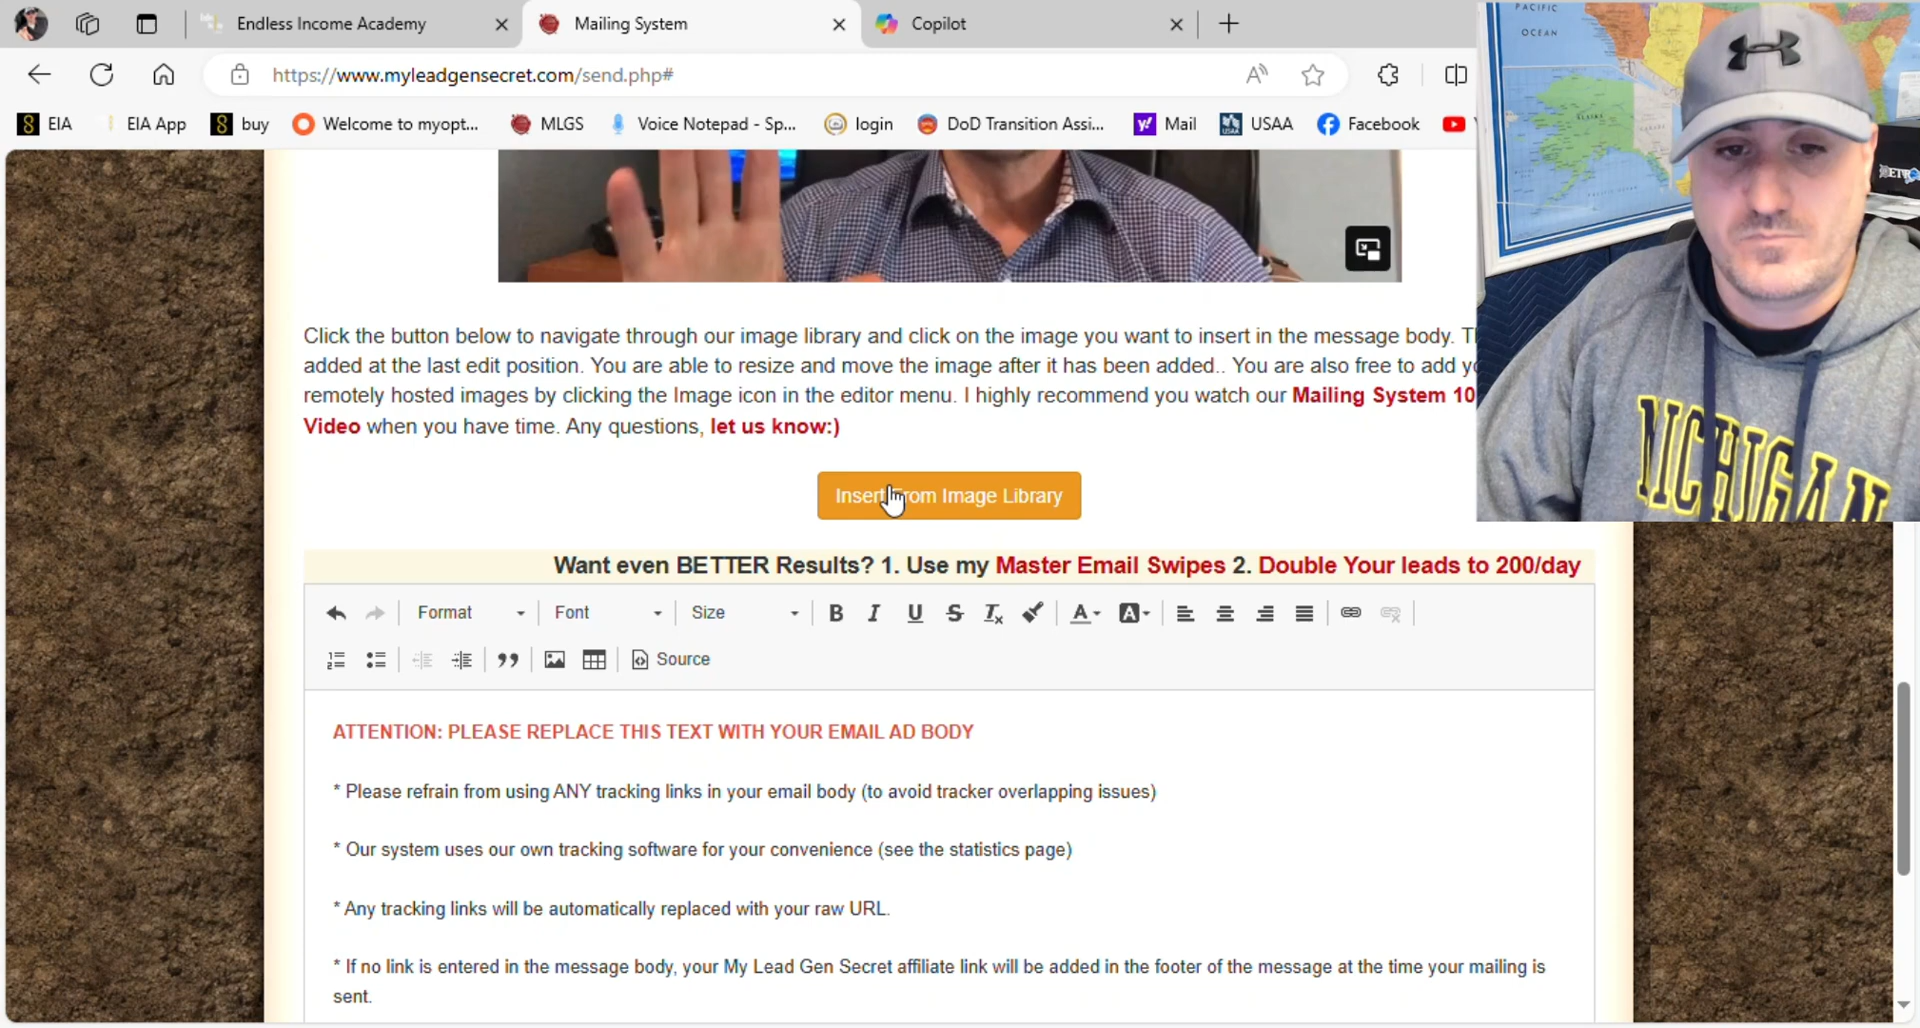 Endless Income Academy
Mailing System
Copilot
https://www.myleadgensecret.com/send.php#
EIA
EIA App
buy
Welcome to myopt...
MLGS
Voice Notepad - Sp...
login
DoD Transition Assi...
Mail
USAA
Facebook
PACIFIC
OCEAN
ALASKA
MICHIGAN
Click the button below to navigate through our image library and click on the image you want to insert in the message body.
added at the last edit position. You are able to resize and move the image after it has been added.. You are also free to add
remotely hosted images by clicking the Image icon in the editor menu. I highly recommend you watch our Mailing System 10
Video when you have time. Any questions, let us know:)
Insert From Image Library
Want even BETTER Results? 1. Use my Master Email Swipes 2. Double Your leads to 200/day
Format Font Size
Source
ATTENTION: PLEASE REPLACE THIS TEXT WITH YOUR EMAIL AD BODY
* Please refrain from using ANY tracking links in your email body (to avoid tracker overlapping issues)
* Our system uses our own tracking software for your convenience (see the statistics page)
* Any tracking links will be automatically replaced with your raw URL.
* If no link is entered in the message body, your My Lead Gen Secret affiliate link will be added in the footer of the message at the time your mailing is
sent.